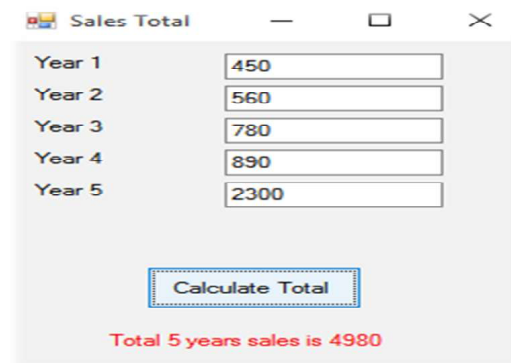 Sales Total
Year 1 450
Year 2 560
Year 3 780
Year 4 890
Year 5 2300
Calculate Total
Total 5 years sales is 4980